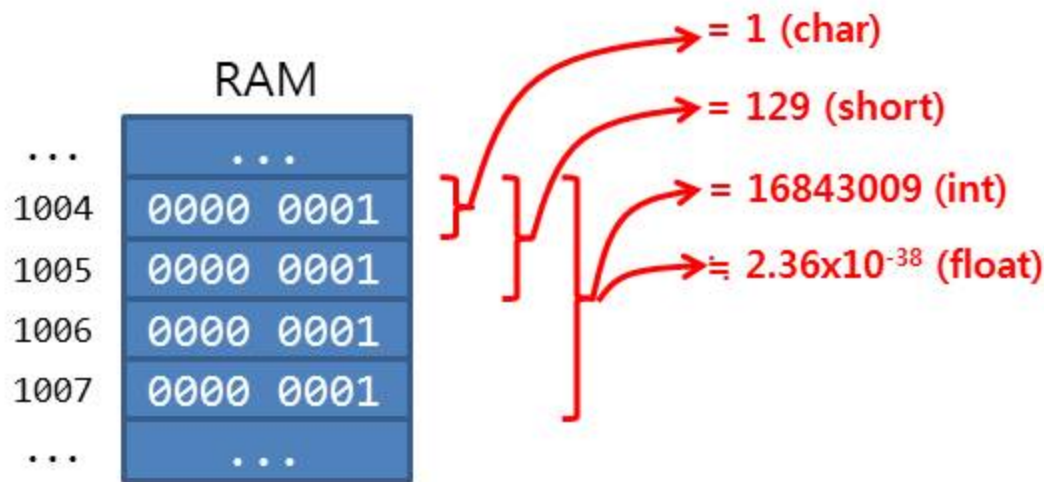 RAM
...
...
1004
0000 0001
1005
0000 0001
1006
0000 0001
1007
0000 0001
...
...
= 1 (char)
= 129 (short)
= 16843009 (int)
≒ 2.36x10⁻³⁸ (float)